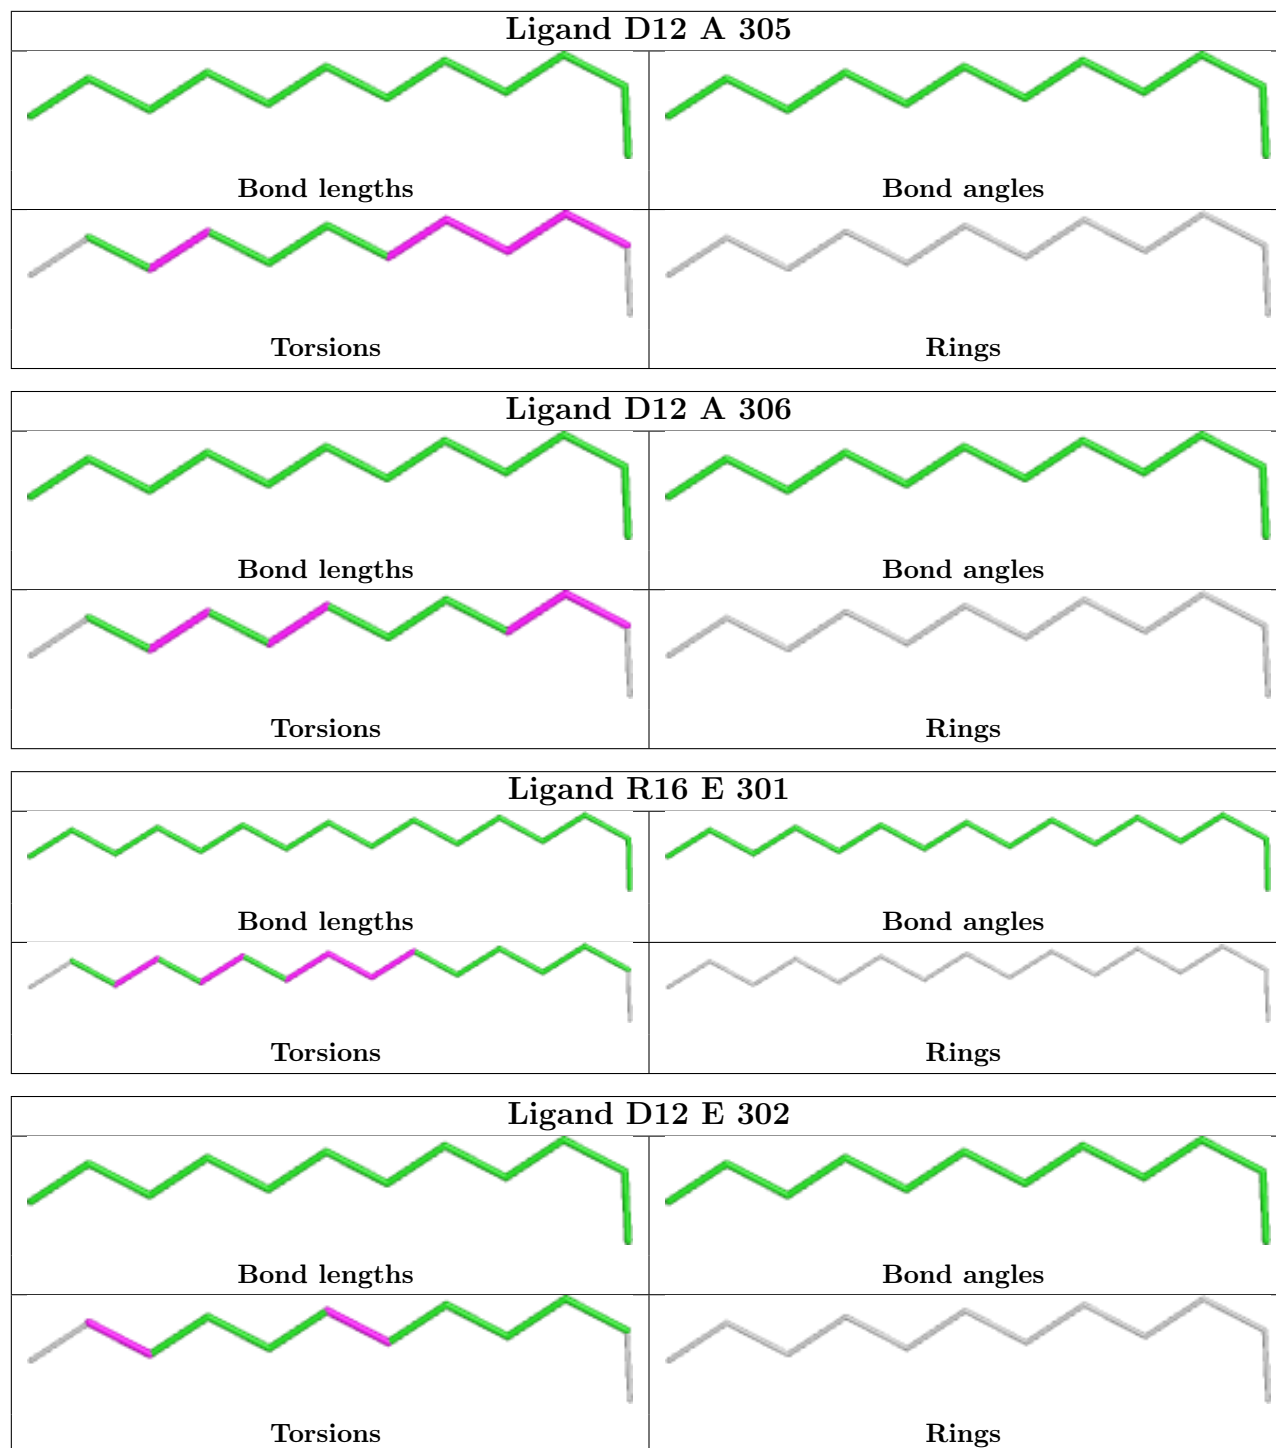 Ligand D12 A 305
Bond lengths
Bond angles
Torsions
Rings
Ligand D12 A 306
Bond lengths
Bond angles
Torsions
Rings
Ligand R16 E 301
Bond lengths
Bond angles
Torsions
Rings
Ligand D12 E 302
Bond lengths
Bond angles
Torsions
Rings